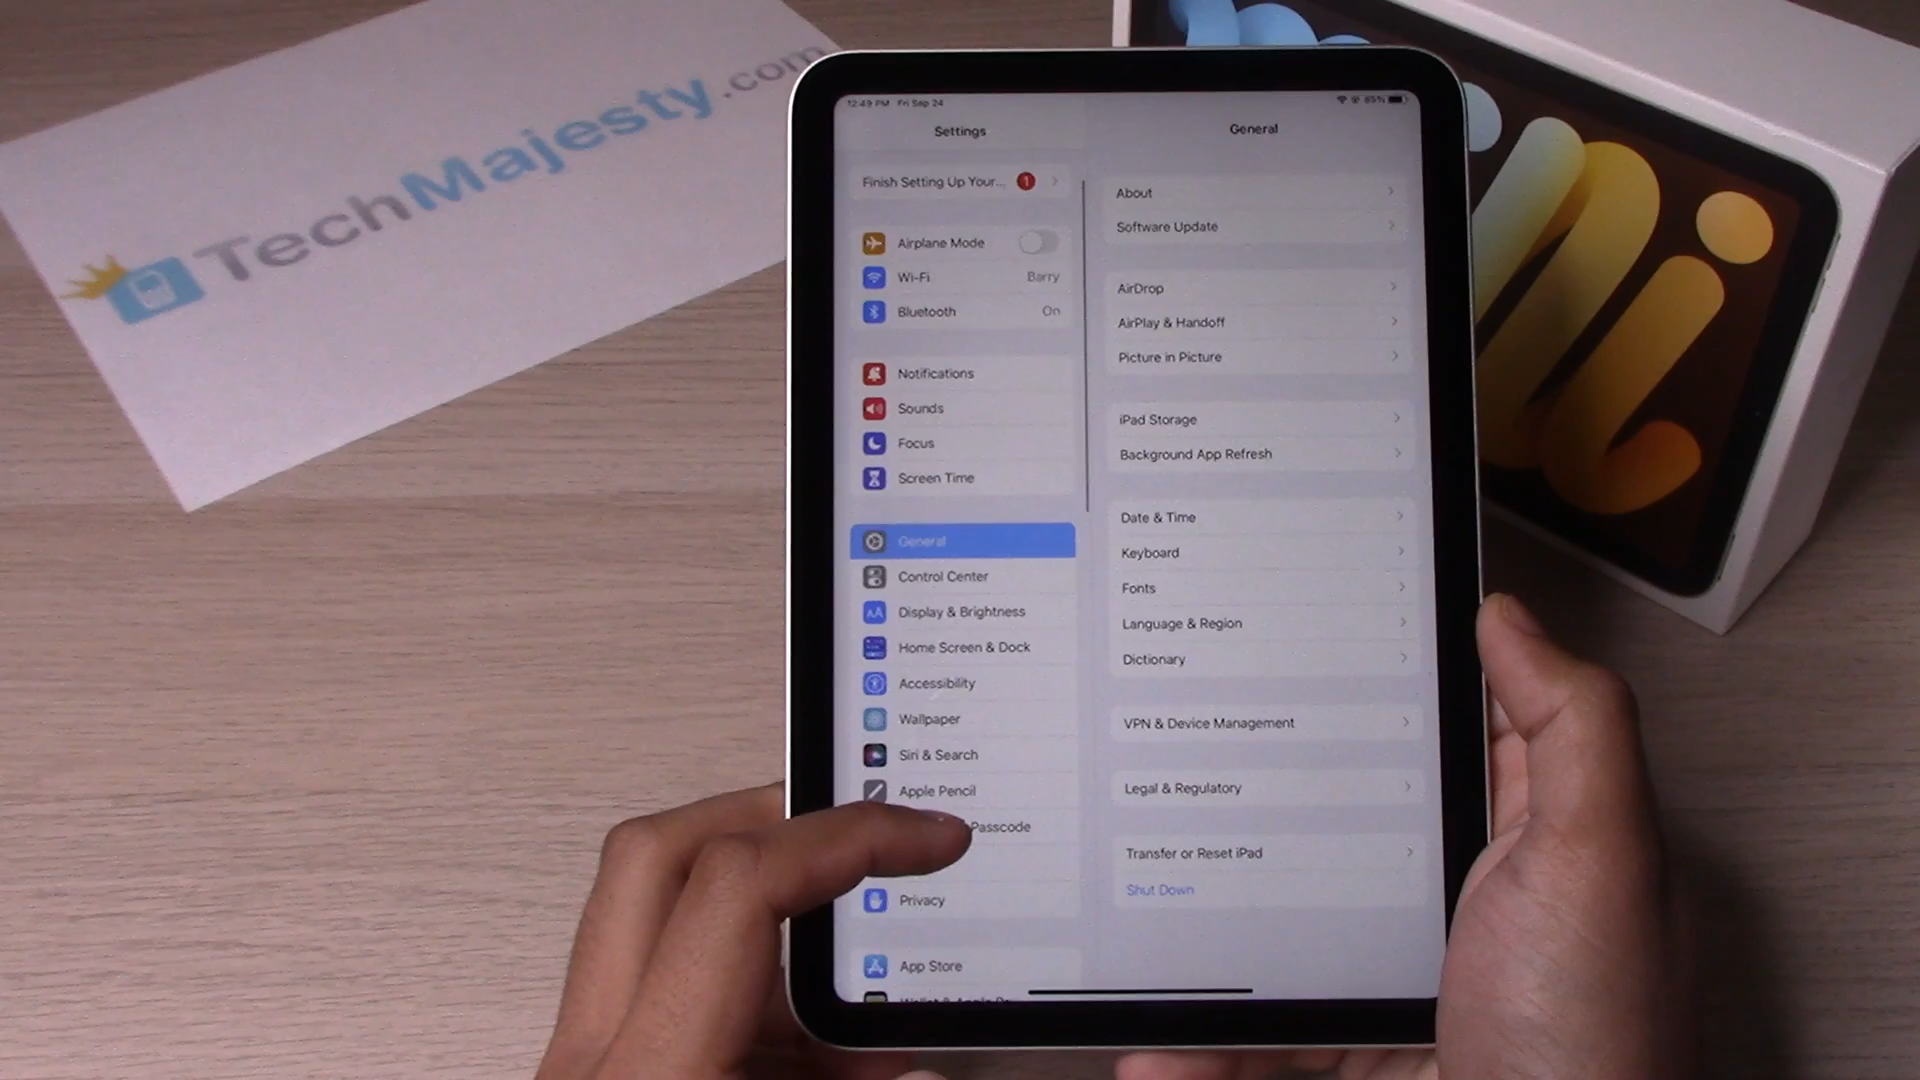 TechMajesty.com
12:49 PM Fri Sep 24
85%
Settings
General
Finish Setting Up Your... 1
Airplane Mode
Wi-Fi Barry
Bluetooth On
Notifications
Sounds
Focus
Screen Time
General
Control Center
Display & Brightness
Home Screen & Dock
Accessibility
Wallpaper
Siri & Search
Apple Pencil
Passcode
Privacy
App Store
About
Software Update
AirDrop
AirPlay & Handoff
Picture in Picture
iPad Storage
Background App Refresh
Date & Time
Keyboard
Fonts
Language & Region
Dictionary
VPN & Device Management
Legal & Regulatory
Transfer or Reset iPad
Shut Down